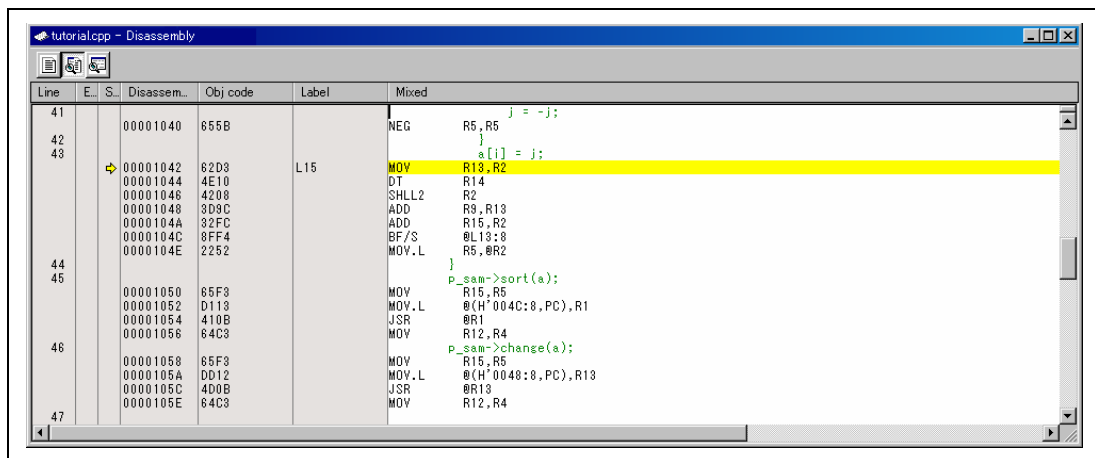 tutorial.cpp - Disassembly
Line E.. S.. Disassem... Obj code Label Mixed
41 j = -j;
00001040 655B NEG R5,R5
42 }
43 a[i] = j;
00001042 62D3 L15 MOV R13,R2
00001044 4E10 DT R14
00001046 4208 SHLL2 R2
00001048 3D9C ADD R9,R13
0000104A 32FC ADD R15,R2
0000104C 8FF4 BF/S @L13:8
0000104E 2252 MOV.L R5,@R2
44 }
45 p_sam->sort(a);
00001050 65F3 MOV R15,R5
00001052 D113 MOV.L @(H'004C:8,PC),R1
00001054 410B JSR @R1
00001056 64C3 MOV R12,R4
46 p_sam->change(a);
00001058 65F3 MOV R15,R5
0000105A DD12 MOV.L @(H'0048:8,PC),R13
0000105C 4D0B JSR @R13
0000105E 64C3 MOV R12,R4
47